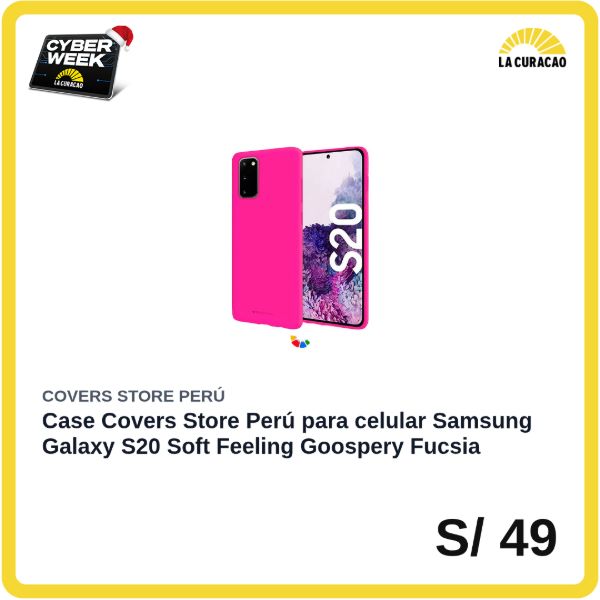 CYBER
WEEK
LA CURACAO
LA CURACAO
S20
COVERS STORE PERÚ
Case Covers Store Perú para celular Samsung
Galaxy S20 Soft Feeling Goospery Fucsia
S/ 49